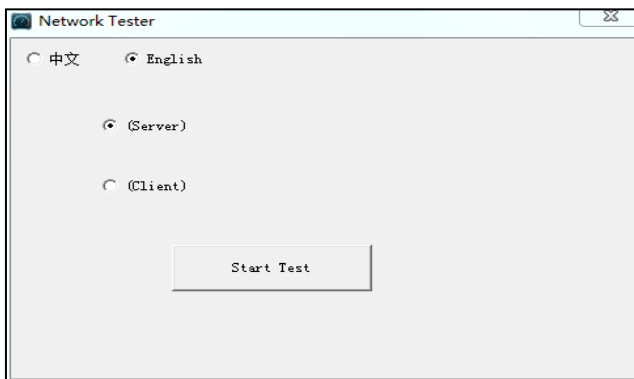 Network Tester
中文 English
(Server)
(Client)
Start Test